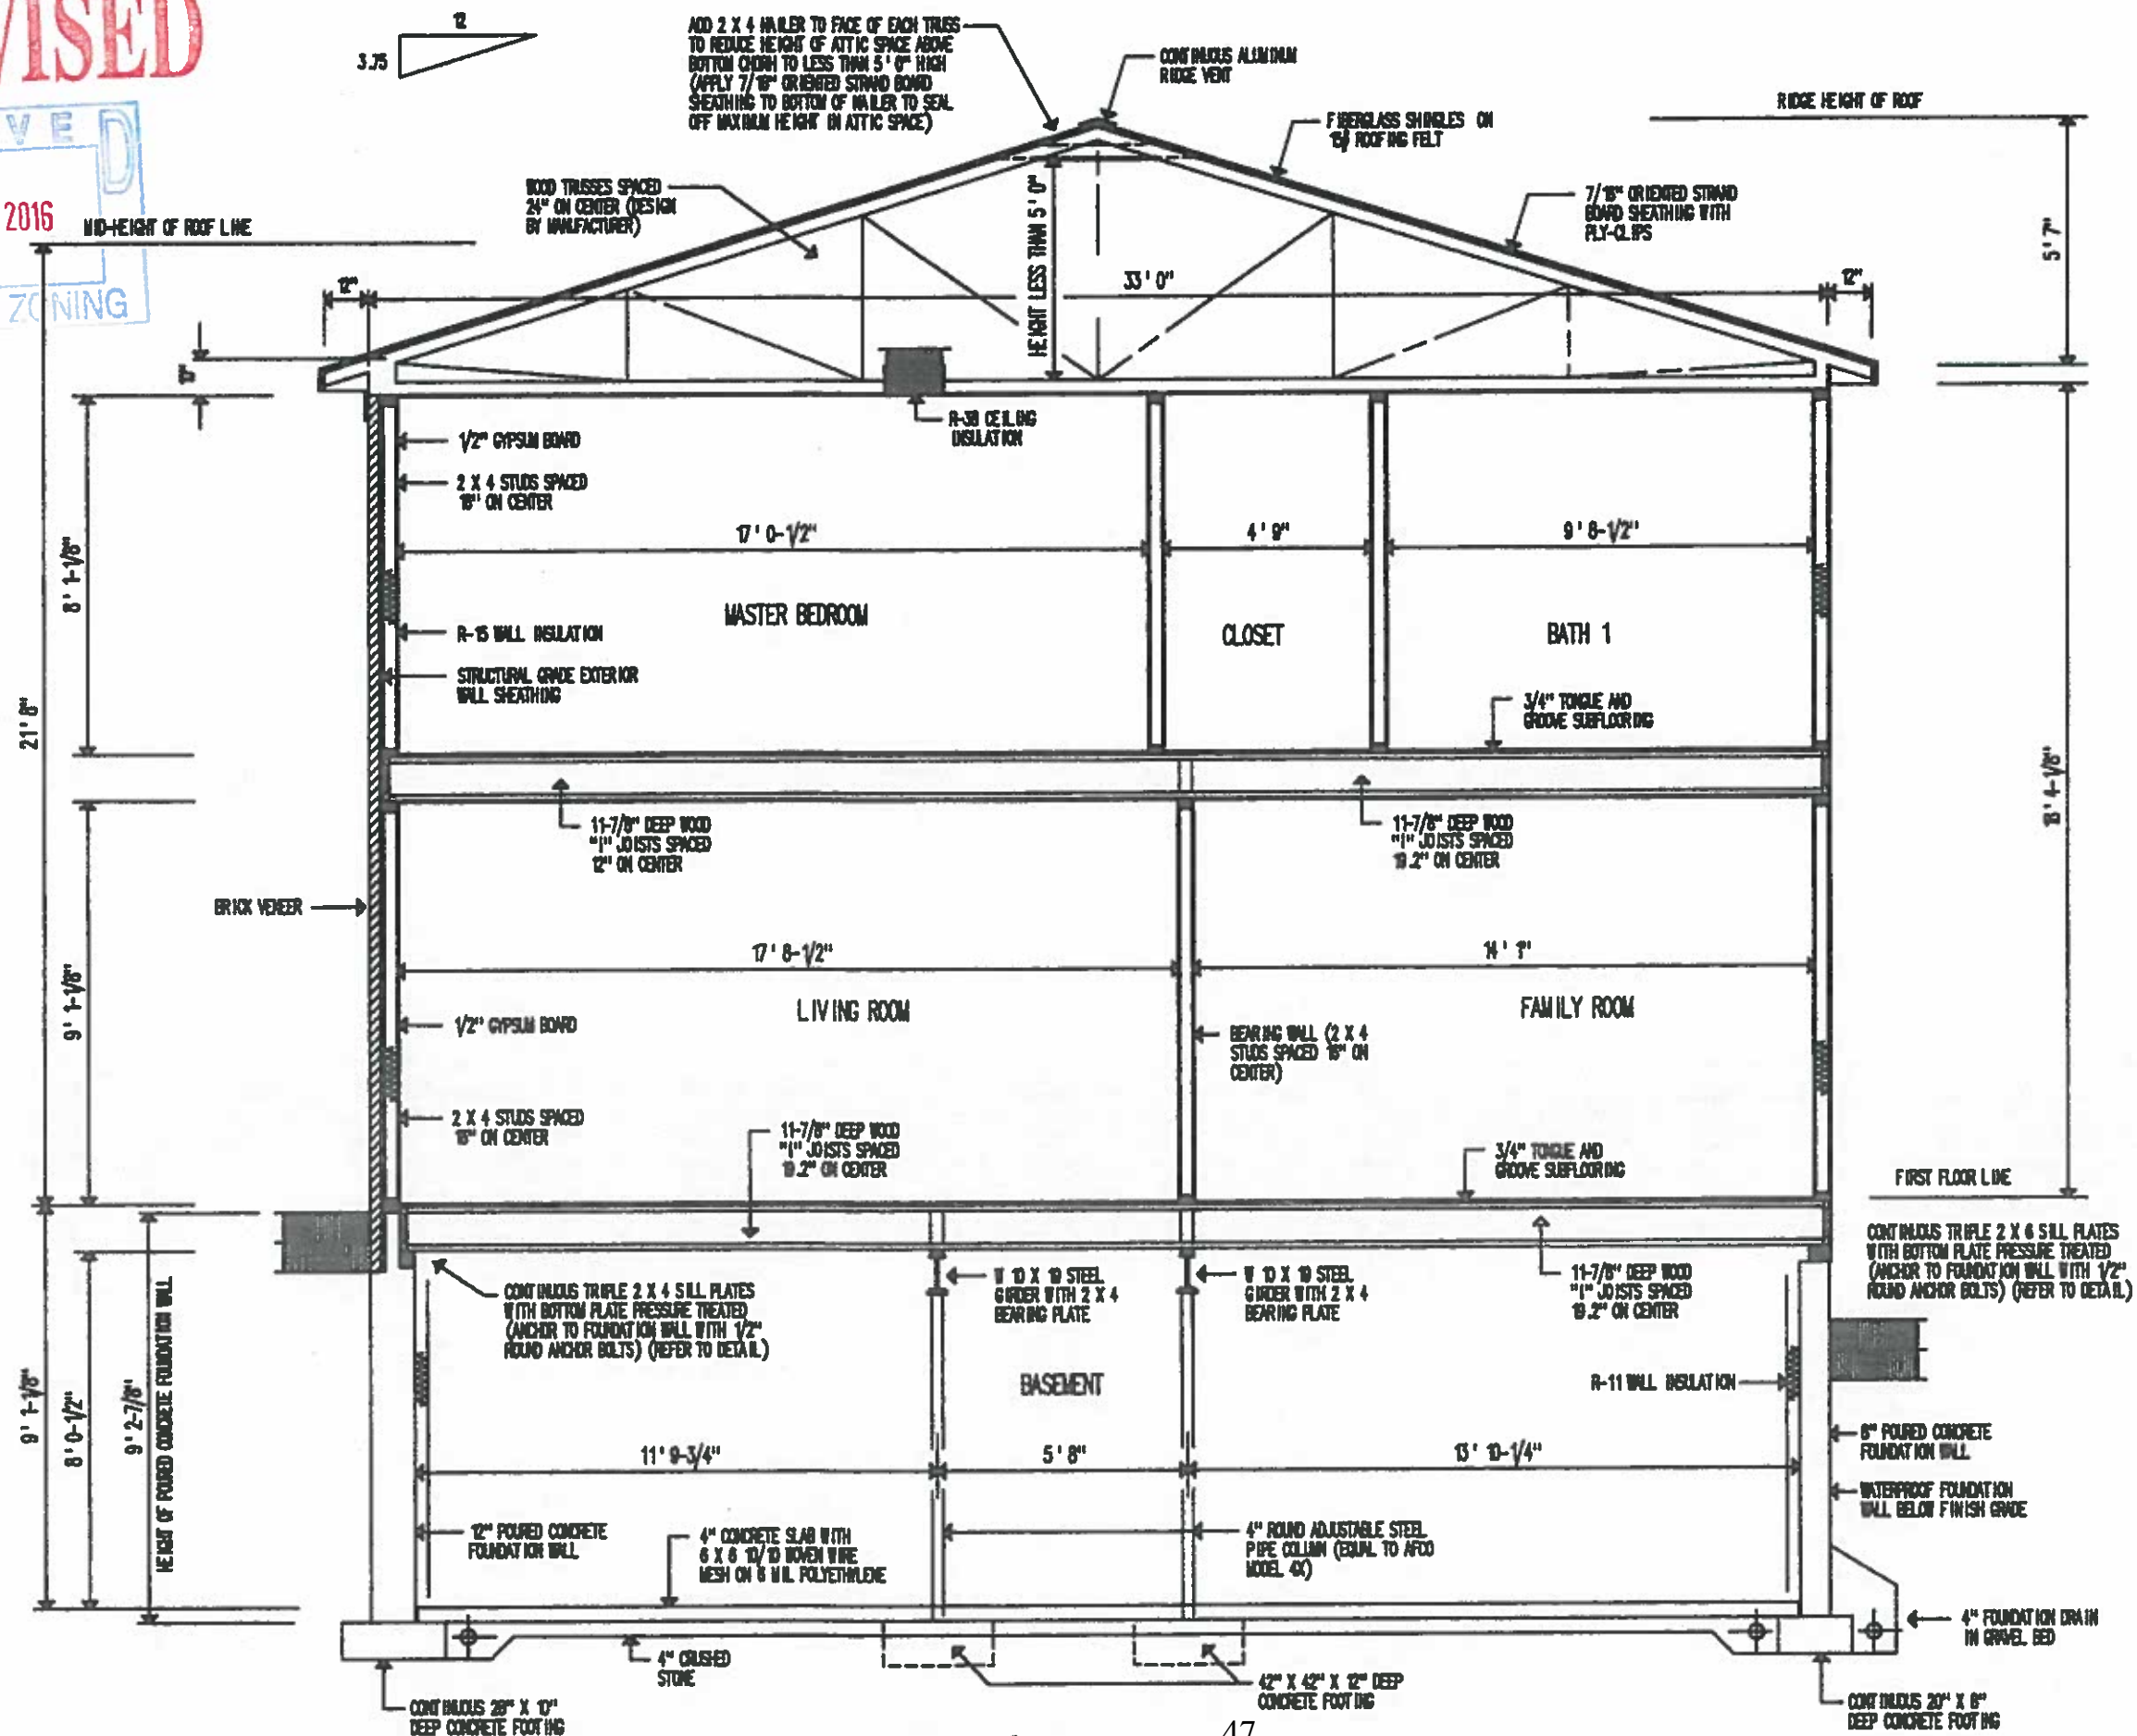 VISED
VE D
2016
ZONING
12
3.75
ADD 2 X 4 NAILER TO FACE OF EACH TRUSS
TO REDUCE HEIGHT OF ATTIC SPACE ABOVE
BOTTOM CHORH TO LESS THAN 5' 0" HIGH
(APPLY 7/16" ORIENTED STRAND BOARD
SHEATHING TO BOTTOM OF NAILER TO SEAL
OFF MAXIMUM HEIGHT IN ATTIC SPACE)
CONTINUOUS ALUMINUM
RIDGE VENT
FIBERGLASS SHINGLES ON
15# ROOFING FELT
RIDGE HEIGHT OF ROOF
WOOD TRUSSES SPACED
24" ON CENTER (DESIGN
BY MANUFACTURER)
7/16" ORIENTED STRAND
BOARD SHEATHING WITH
PLY-CLIPS
MID-HEIGHT OF ROOF LINE
12"
33' 0"
12"
HEIGHT LESS THAN 5' 0"
5' 7"
R-38 CEILING
INSULATION
1/2" GYPSUM BOARD
2 X 4 STUDS SPACED
16" ON CENTER
17' 0-1/2"
4' 9"
9' 8-1/2"
8' 1-1/8"
MASTER BEDROOM
CLOSET
BATH 1
R-15 WALL INSULATION
STRUCTURAL GRADE EXTERIOR
WALL SHEATHING
3/4" TONGUE AND
GROOVE SUBFLOORING
21' 8"
18' 4-1/8"
11-7/8" DEEP WOOD
"I" JOISTS SPACED
12" ON CENTER
11-7/8" DEEP WOOD
"I" JOISTS SPACED
19.2" ON CENTER
BRICK VENEER
17' 8-1/2"
14' 1"
9' 1-1/8"
LIVING ROOM
FAMILY ROOM
1/2" GYPSUM BOARD
BEARING WALL (2 X 4
STUDS SPACED 16" ON
CENTER)
2 X 4 STUDS SPACED
16" ON CENTER
11-7/8" DEEP WOOD
"I" JOISTS SPACED
19.2" ON CENTER
3/4" TONGUE AND
GROOVE SUBFLOORING
FIRST FLOOR LINE
CONTINUOUS TRIPLE 2 X 6 SILL PLATES
WITH BOTTOM PLATE PRESSURE TREATED
(ANCHOR TO FOUNDATION WALL WITH 1/2"
ROUND ANCHOR BOLTS) (REFER TO DETAIL)
CONTINUOUS TRIPLE 2 X 4 SILL PLATES
WITH BOTTOM PLATE PRESSURE TREATED
(ANCHOR TO FOUNDATION WALL WITH 1/2"
ROUND ANCHOR BOLTS) (REFER TO DETAIL)
W 10 X 19 STEEL
GIRDER WITH 2 X 4
BEARING PLATE
W 10 X 19 STEEL
GIRDER WITH 2 X 4
BEARING PLATE
11-7/8" DEEP WOOD
"I" JOISTS SPACED
19.2" ON CENTER
BASEMENT
R-11 WALL INSULATION
9' 1-1/8"
8' 0-1/2"
9' 2-7/8"
HEIGHT OF POURED CONCRETE FOUNDATION WALL
11' 9-3/4"
5' 8"
13' 10-1/4"
8" POURED CONCRETE
FOUNDATION WALL
WATERPROOF FOUNDATION
WALL BELOW FINISH GRADE
12" POURED CONCRETE
FOUNDATION WALL
4" CONCRETE SLAB WITH
6 X 6 10/10 WOVEN WIRE
MESH ON 6 MIL POLYETHYLENE
4" ROUND ADJUSTABLE STEEL
PIPE COLUMN (EQUAL TO AFCO
MODEL 4X)
4" FOUNDATION DRAIN
IN GRAVEL BED
4" CRUSHED
STONE
42" X 42" X 12" DEEP
CONCRETE FOOTING
CONTINUOUS 28" X 10"
DEEP CONCRETE FOOTING
CONTINUOUS 20" X 8"
DEEP CONCRETE FOOTING
47